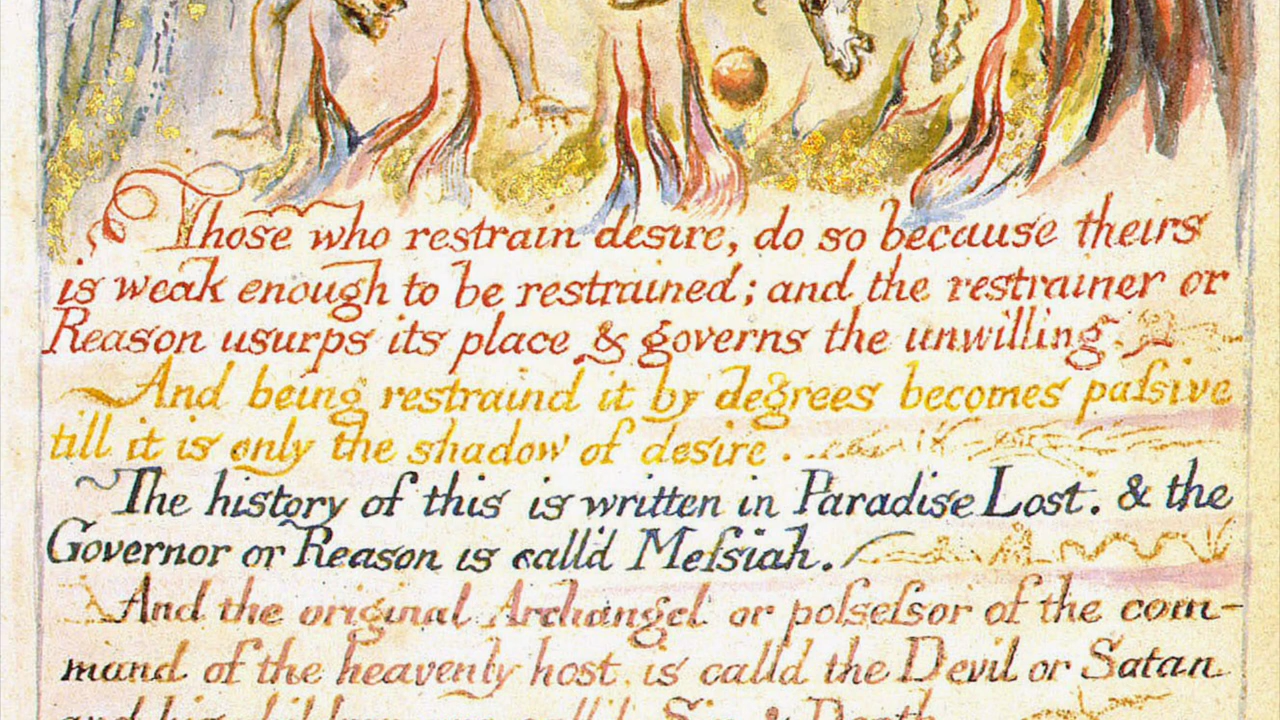 Those who restrain desire, do so because theirs
is weak enough to be restrained; and the restrainer or
Reason usurps its place & governs the unwilling.
And being restraind it by degrees becomes paſsive
till it is only the shadow of desire.
The history of this is written in Paradise Lost. & the
Governor or Reason is call'd Meſsiah.
And the original Archangel or poſseſsor of the com-
mand of the heavenly host, is calld the Devil or Satan